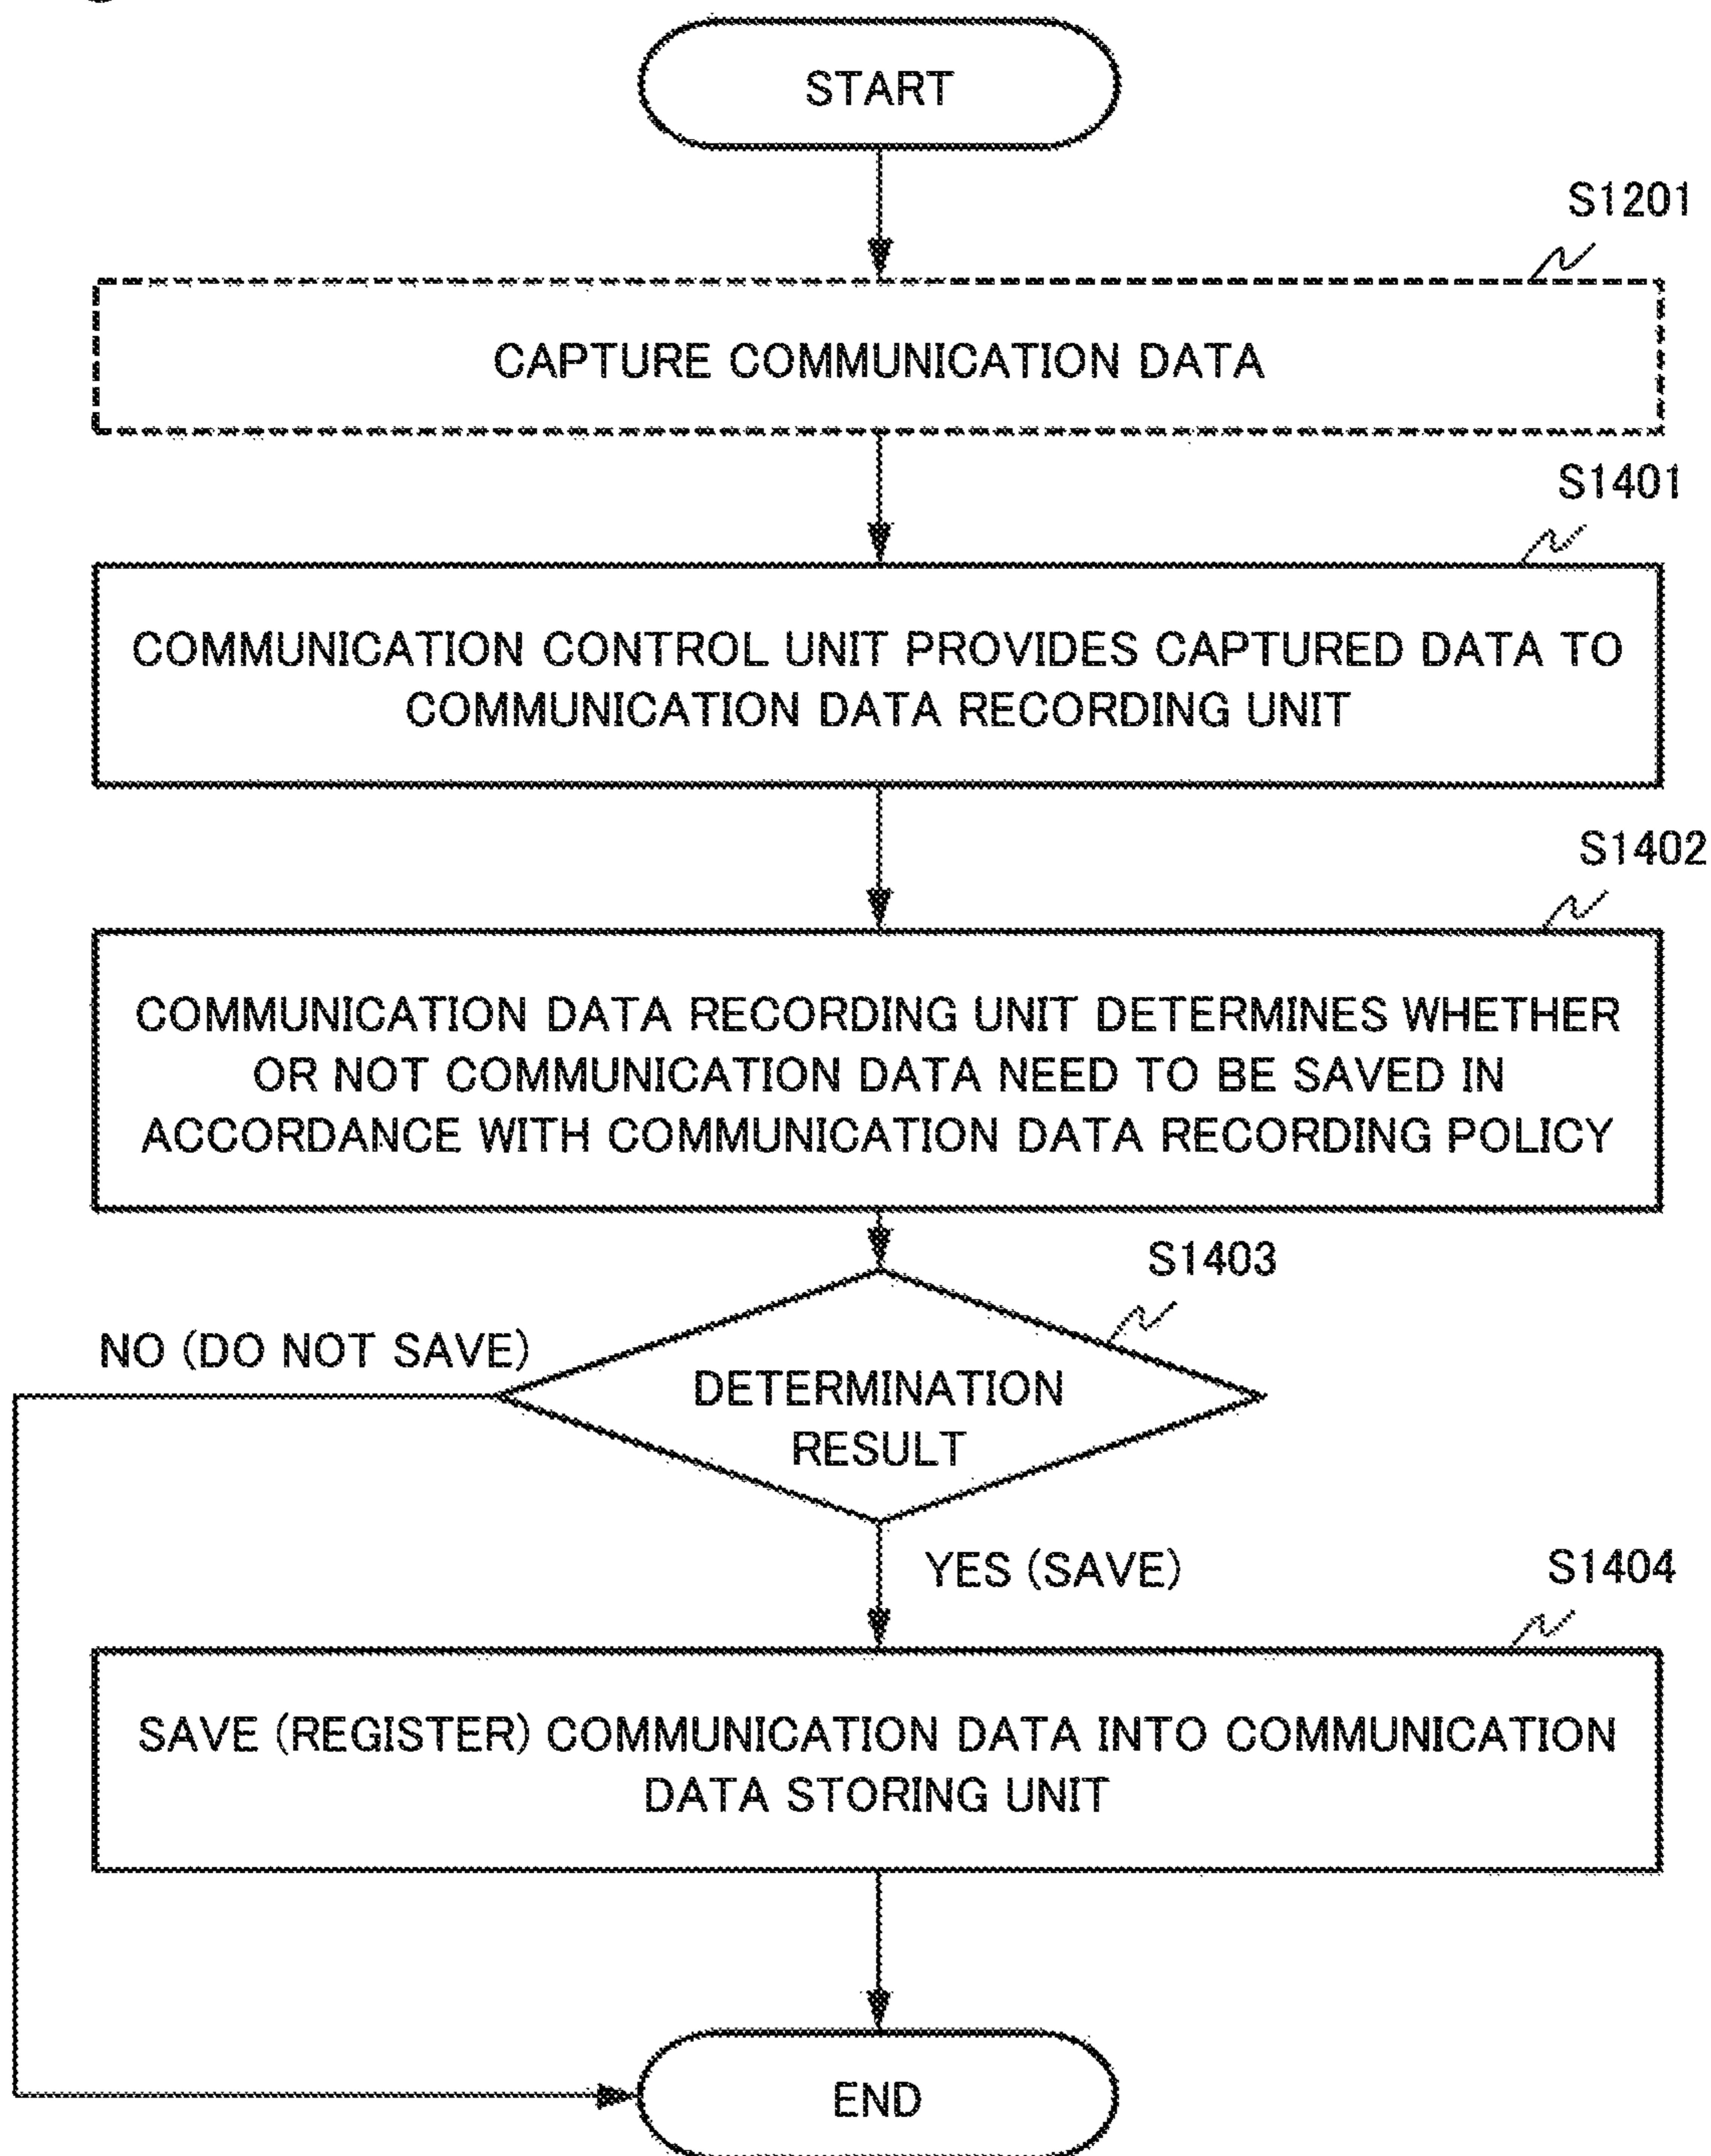 START
S1201
CAPTURE COMMUNICATION DATA
S1401
COMMUNICATION CONTROL UNIT PROVIDES CAPTURED DATA TO
COMMUNICATION DATA RECORDING UNIT
S1402
COMMUNICATION DATA RECORDING UNIT DETERMINES WHETHER
OR NOT COMMUNICATION DATA NEED TO BE SAVED IN
ACCORDANCE WITH COMMUNICATION DATA RECORDING POLICY
S1403
NO (DO NOT SAVE)
DETERMINATION
RESULT
YES (SAVE)
S1404
SAVE (REGISTER) COMMUNICATION DATA INTO COMMUNICATION
DATA STORING UNIT
END